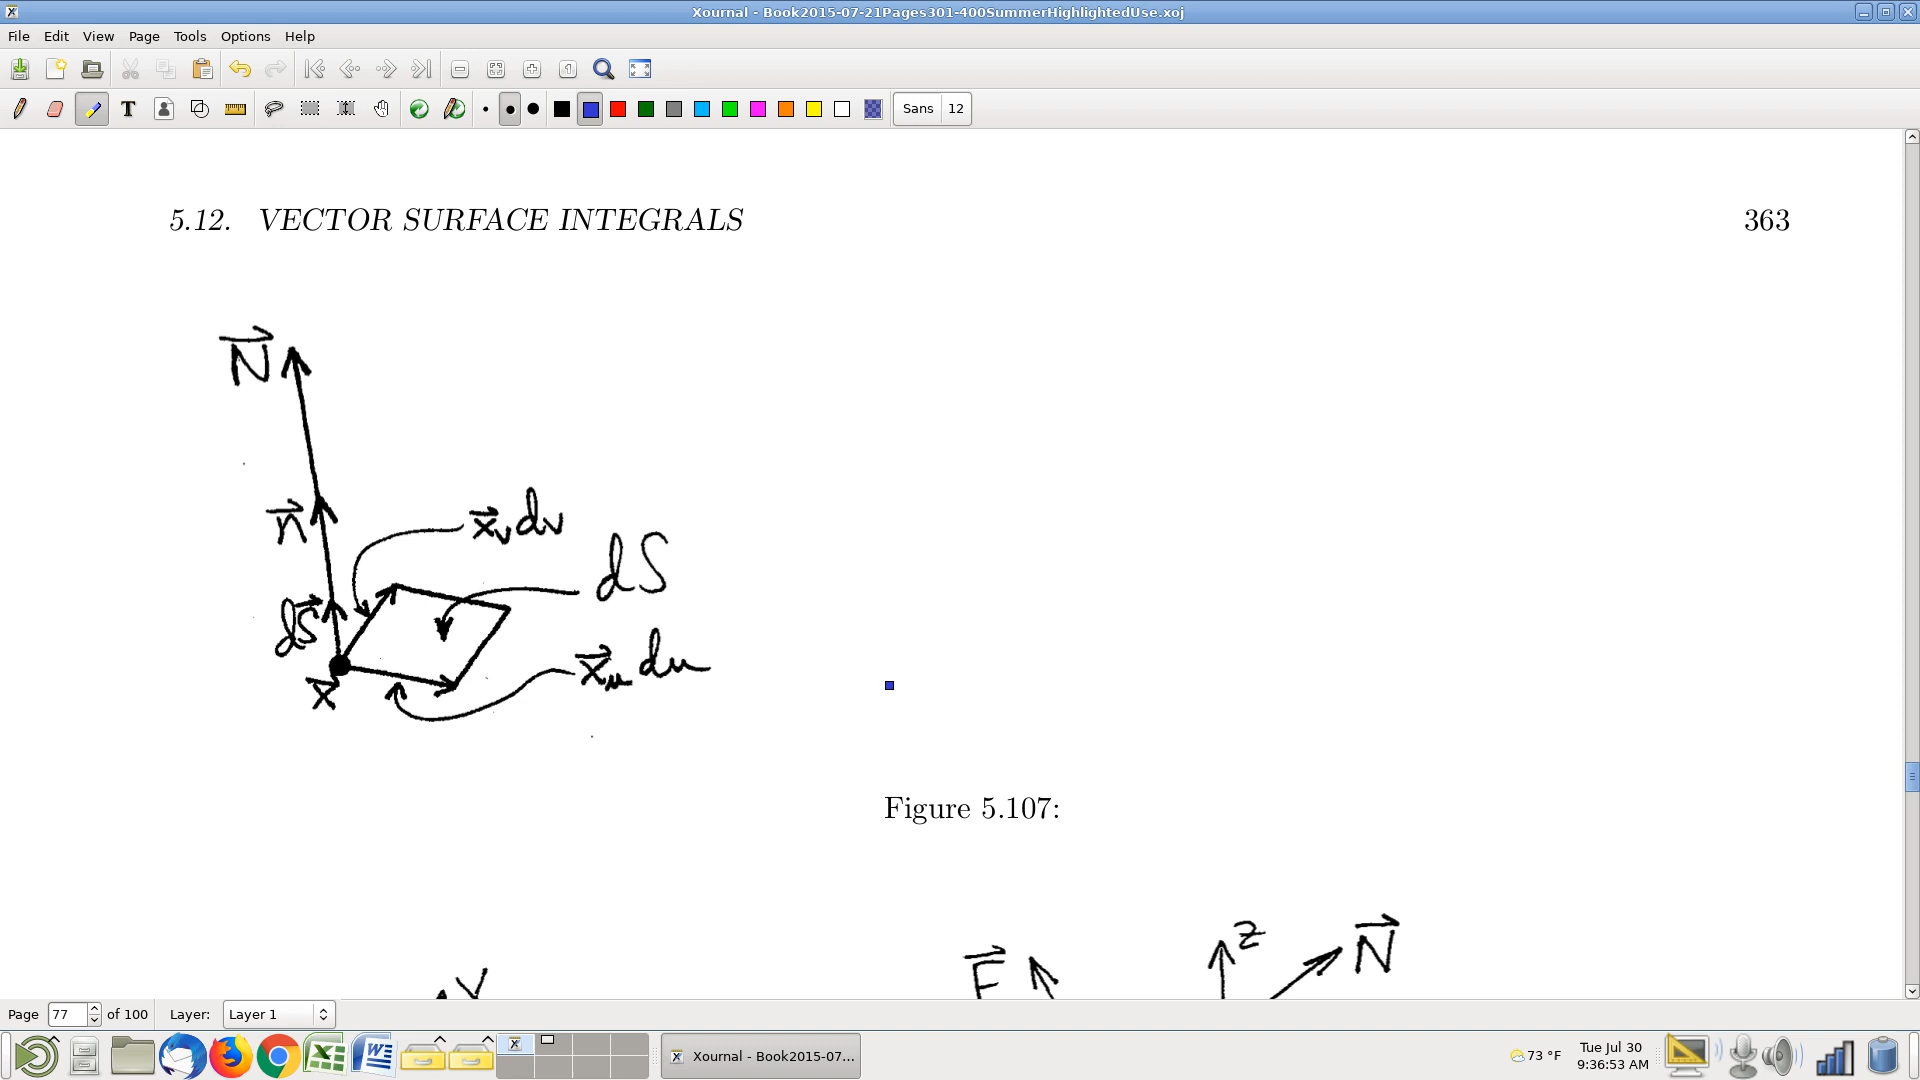 Xournal - Book2015-07-21Pages301-400SummerHighlightedUse.xoj
File Edit View Page Tools Options Help
Sans 12
5.12. VECTOR SURFACE INTEGRALS 363
N
n
x_v dv
dS
dS
x_u du
x
Figure 5.107:
z
N
F
y
Page 77 of 100 Layer: Layer 1
Xournal - Book2015-07...
73 °F
Tue Jul 30
9:36:53 AM